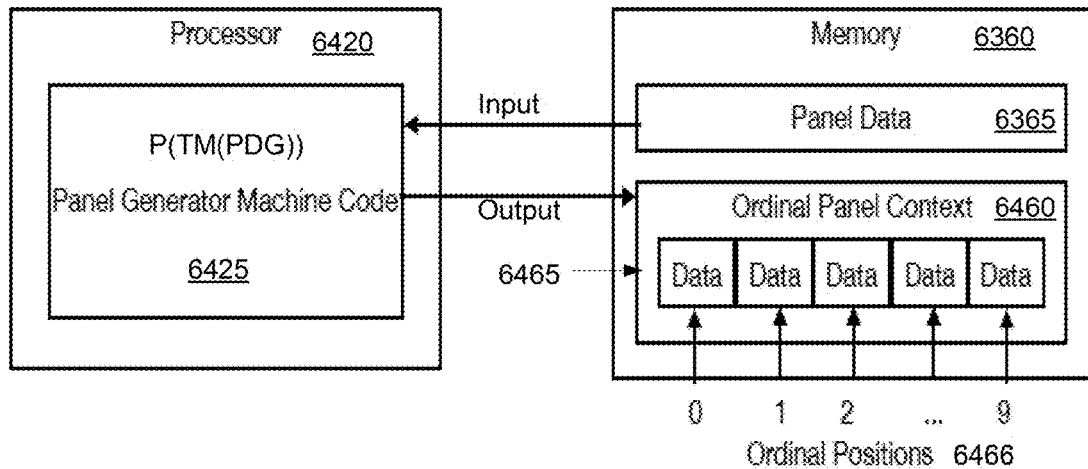 Processor 6420
P(TM(PDG))
Panel Generator Machine Code
6425
Input
Output
Memory 6360
Panel Data 6365
Ordinal Panel Context 6460
6465
Data Data Data Data Data
0 1 2 ... 9
Ordinal Positions 6466